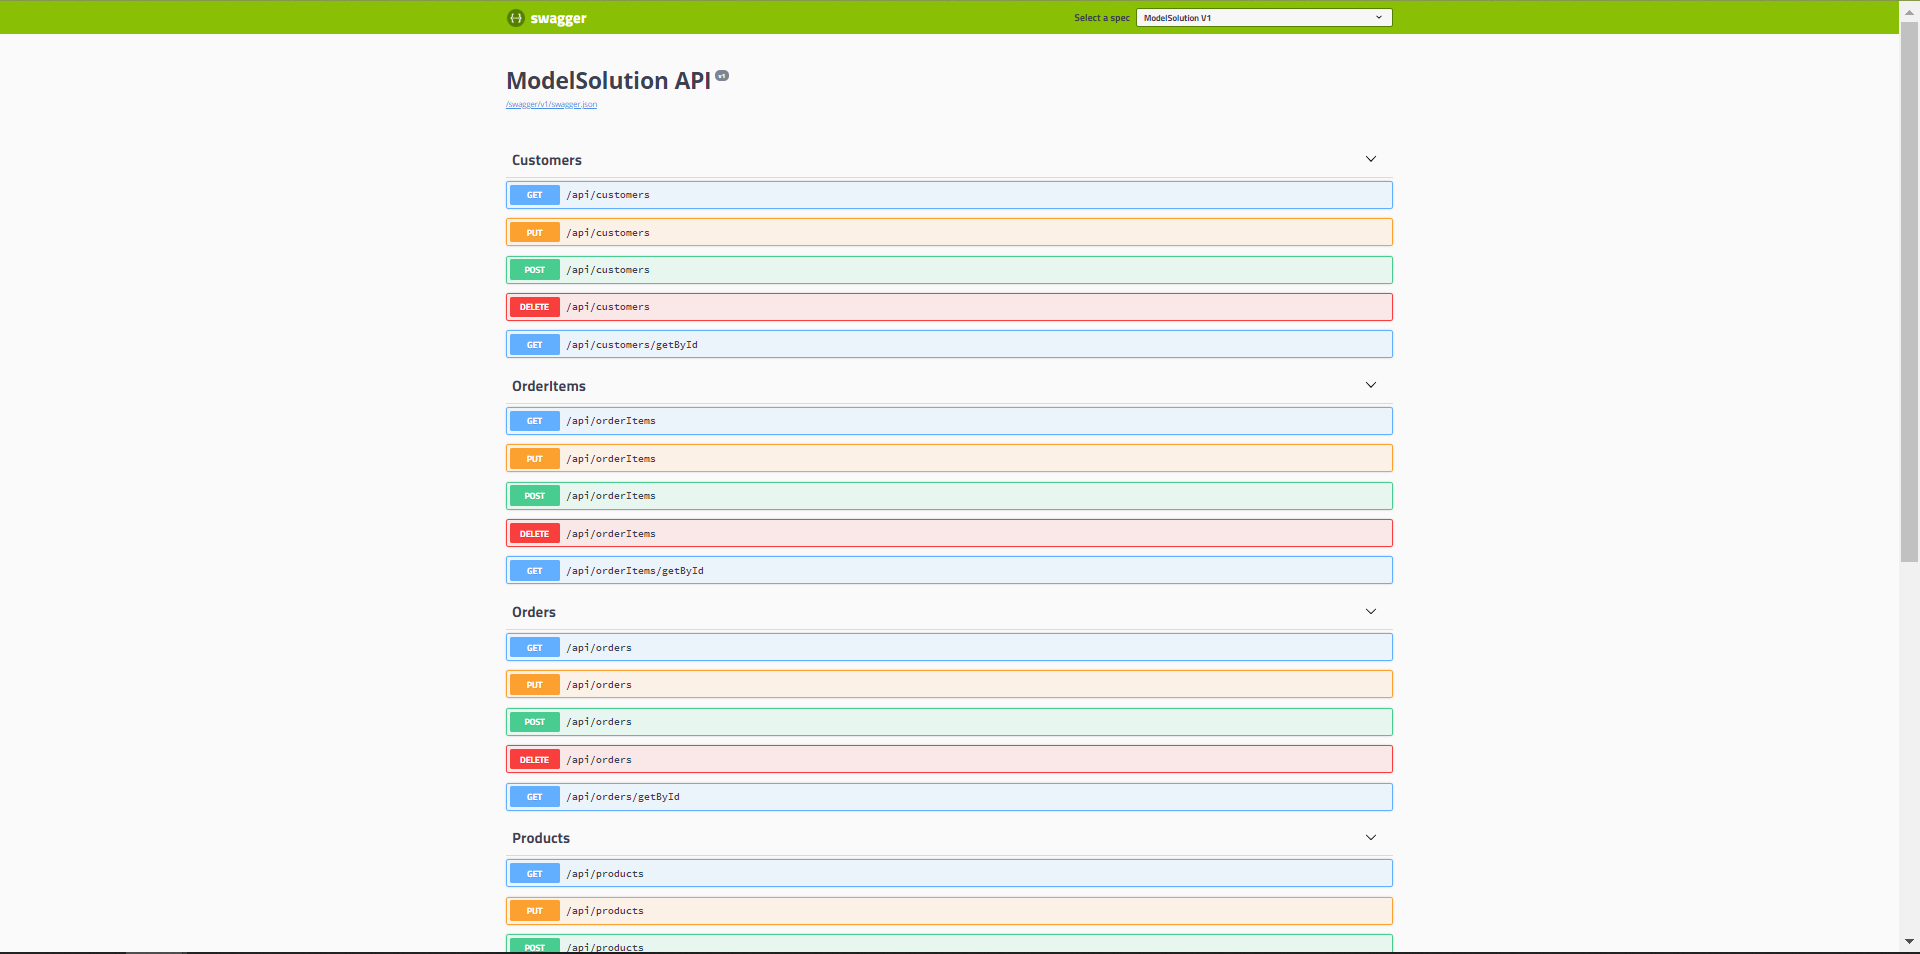 swagger
Select a spec ModelSolution V1
ModelSolution API v1
/swagger/v1/swagger.json
Customers
GET /api/customers
PUT /api/customers
POST /api/customers
DELETE /api/customers
GET /api/customers/getById
OrderItems
GET /api/orderItems
PUT /api/orderItems
POST /api/orderItems
DELETE /api/orderItems
GET /api/orderItems/getById
Orders
GET /api/orders
PUT /api/orders
POST /api/orders
DELETE /api/orders
GET /api/orders/getById
Products
GET /api/products
PUT /api/products
POST /api/products